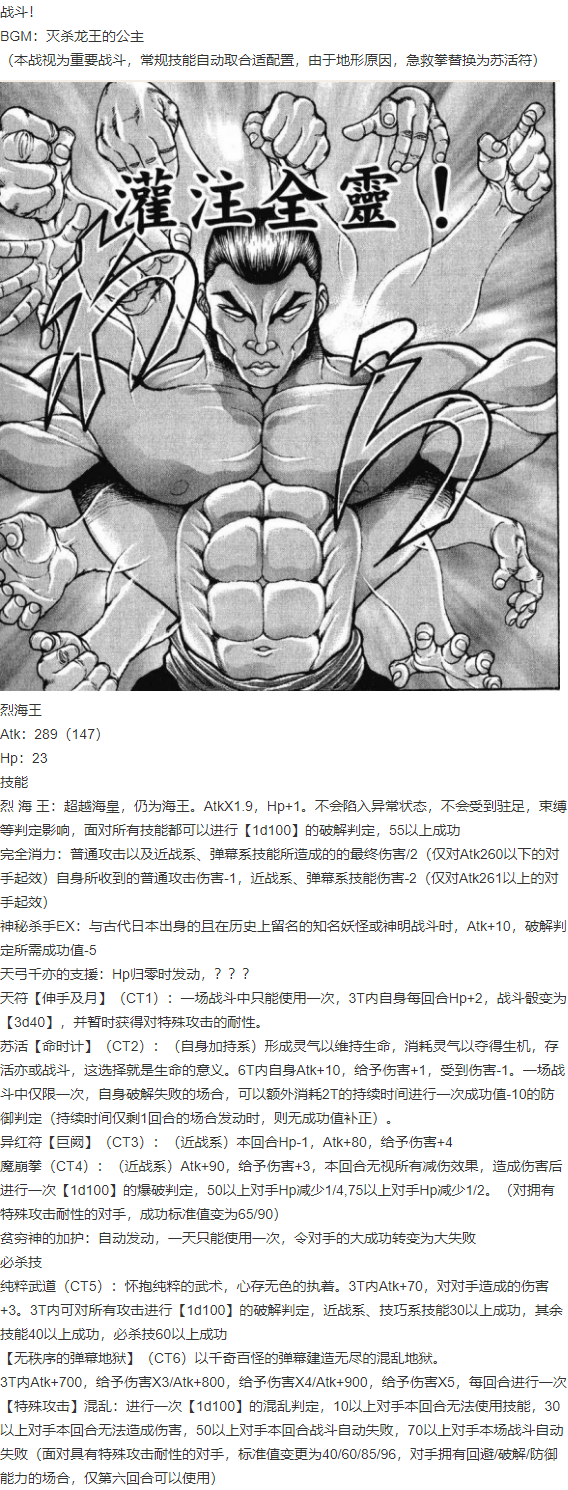 战斗！
BGM：灭杀龙王的公主
（本战视为重要战斗，常规技能自动取合适配置，由于地形原因，急救拳替换为苏活符）
灌注全靈！
烈海王
Atk：289（147）
Hp：23
技能
烈 海 王：超越海皇，仍为海王。AtkX1.9，Hp+1。不会陷入异常状态，不会受到驻足，束缚
等判定影响，面对所有技能都可以进行【1d100】的破解判定，55以上成功
完全消力：普通攻击以及近战系、弹幕系技能所造成的的最终伤害/2（仅对Atk260以下的对
手起效）自身所收到的普通攻击伤害-1，近战系、弹幕系技能伤害-2（仅对Atk261以上的对
手起效）
神秘杀手EX：与古代日本出身的且在历史上留名的知名妖怪或神明战斗时，Atk+10，破解判
定所需成功值-5
天弓千亦的支援：Hp归零时发动，？？？
天符【伸手及月】（CT1）：一场战斗中只能使用一次，3T内自身每回合Hp+2，战斗骰变为
【3d40】，并暂时获得对特殊攻击的耐性。
苏活【命时计】（CT2）：（自身加持系）形成灵气以维持生命，消耗灵气以夺得生机，存
活亦或战斗，这选择就是生命的意义。6T内自身Atk+10，给予伤害+1，受到伤害-1。一场战
斗中仅限一次，自身破解失败的场合，可以额外消耗2T的持续时间进行一次成功值-10的防
御判定（持续时间仅剩1回合的场合发动时，则无成功值补正）。
异红符【巨阙】（CT3）：（近战系）本回合Hp-1，Atk+80，给予伤害+4
魔崩拳（CT4）：（近战系）Atk+90，给予伤害+3，本回合无视所有减伤效果，造成伤害后
进行一次【1d100】的爆破判定，50以上对手Hp减少1/4,75以上对手Hp减少1/2。（对拥有
特殊攻击耐性的对手，成功标准值变为65/90）
贫穷神的加护：自动发动，一天只能使用一次，令对手的大成功转变为大失败
必杀技
纯粹武道（CT5）：怀抱纯粹的武术，心存无色的执着。3T内Atk+70，对对手造成的伤害
+3。3T内可对所有攻击进行【1d100】的破解判定，近战系、技巧系技能30以上成功，其余
技能40以上成功，必杀技60以上成功
【无秩序的弹幕地狱】（CT6）以千奇百怪的弹幕建造无尽的混乱地狱。
3T内Atk+700，给予伤害X3/Atk+800，给予伤害X4/Atk+900，给予伤害X5，每回合进行一次
【特殊攻击】混乱：进行一次【1d100】的混乱判定，10以上对手本回合无法使用技能，30
以上对手本回合无法造成伤害，50以上对手本回合战斗自动失败，70以上对手本场战斗自动
失败（面对具有特殊攻击耐性的对手，标准值变更为40/60/85/96，对手拥有回避/破解/防御
能力的场合，仅第六回合可以使用）